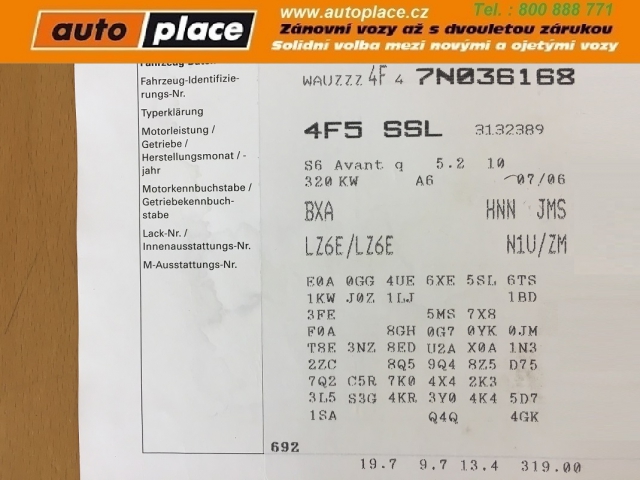 www.autoplace.cz
Tel. : 800 888 771
auto place
Zánovní vozy až s dvouletou zárukou
Solidní volba mezi novými a ojetými vozy
Fahrzeug-Identifizie-
rungs-Nr.
WAUZZZ 4F 4 7N036168
Typerklärung
4F5 SSL 3132389
Motorleistung /
Getriebe /
Herstellungsmonat / -
jahr
S6 Avant q 5.2 10
320 KW A6 07/06
Motorkennbuchstabe /
Getriebekennbuch-
stabe
BXA HNN JMS
Lack-Nr. /
Innenausstattungs-Nr.
LZ6E/LZ6E N1U/ZM
M-Ausstattungs-Nr.
E0A 0GG 4UE 6XE 5SL 6TS
1KW J0Z 1LJ 1BD
3FE 5MS 7X8
F0A 8GH 0G7 0YK 0JM
T8E 3NZ 8ED U2A X0A 1N3
2ZC 8Q5 9Q4 8Z5 D75
7Q2 C5R 7K0 4X4 2K3
3L5 S3G 4KR 3Y0 4K4 5D7
1SA Q4Q 4GK
692
19.7 9.7 13.4 319.00